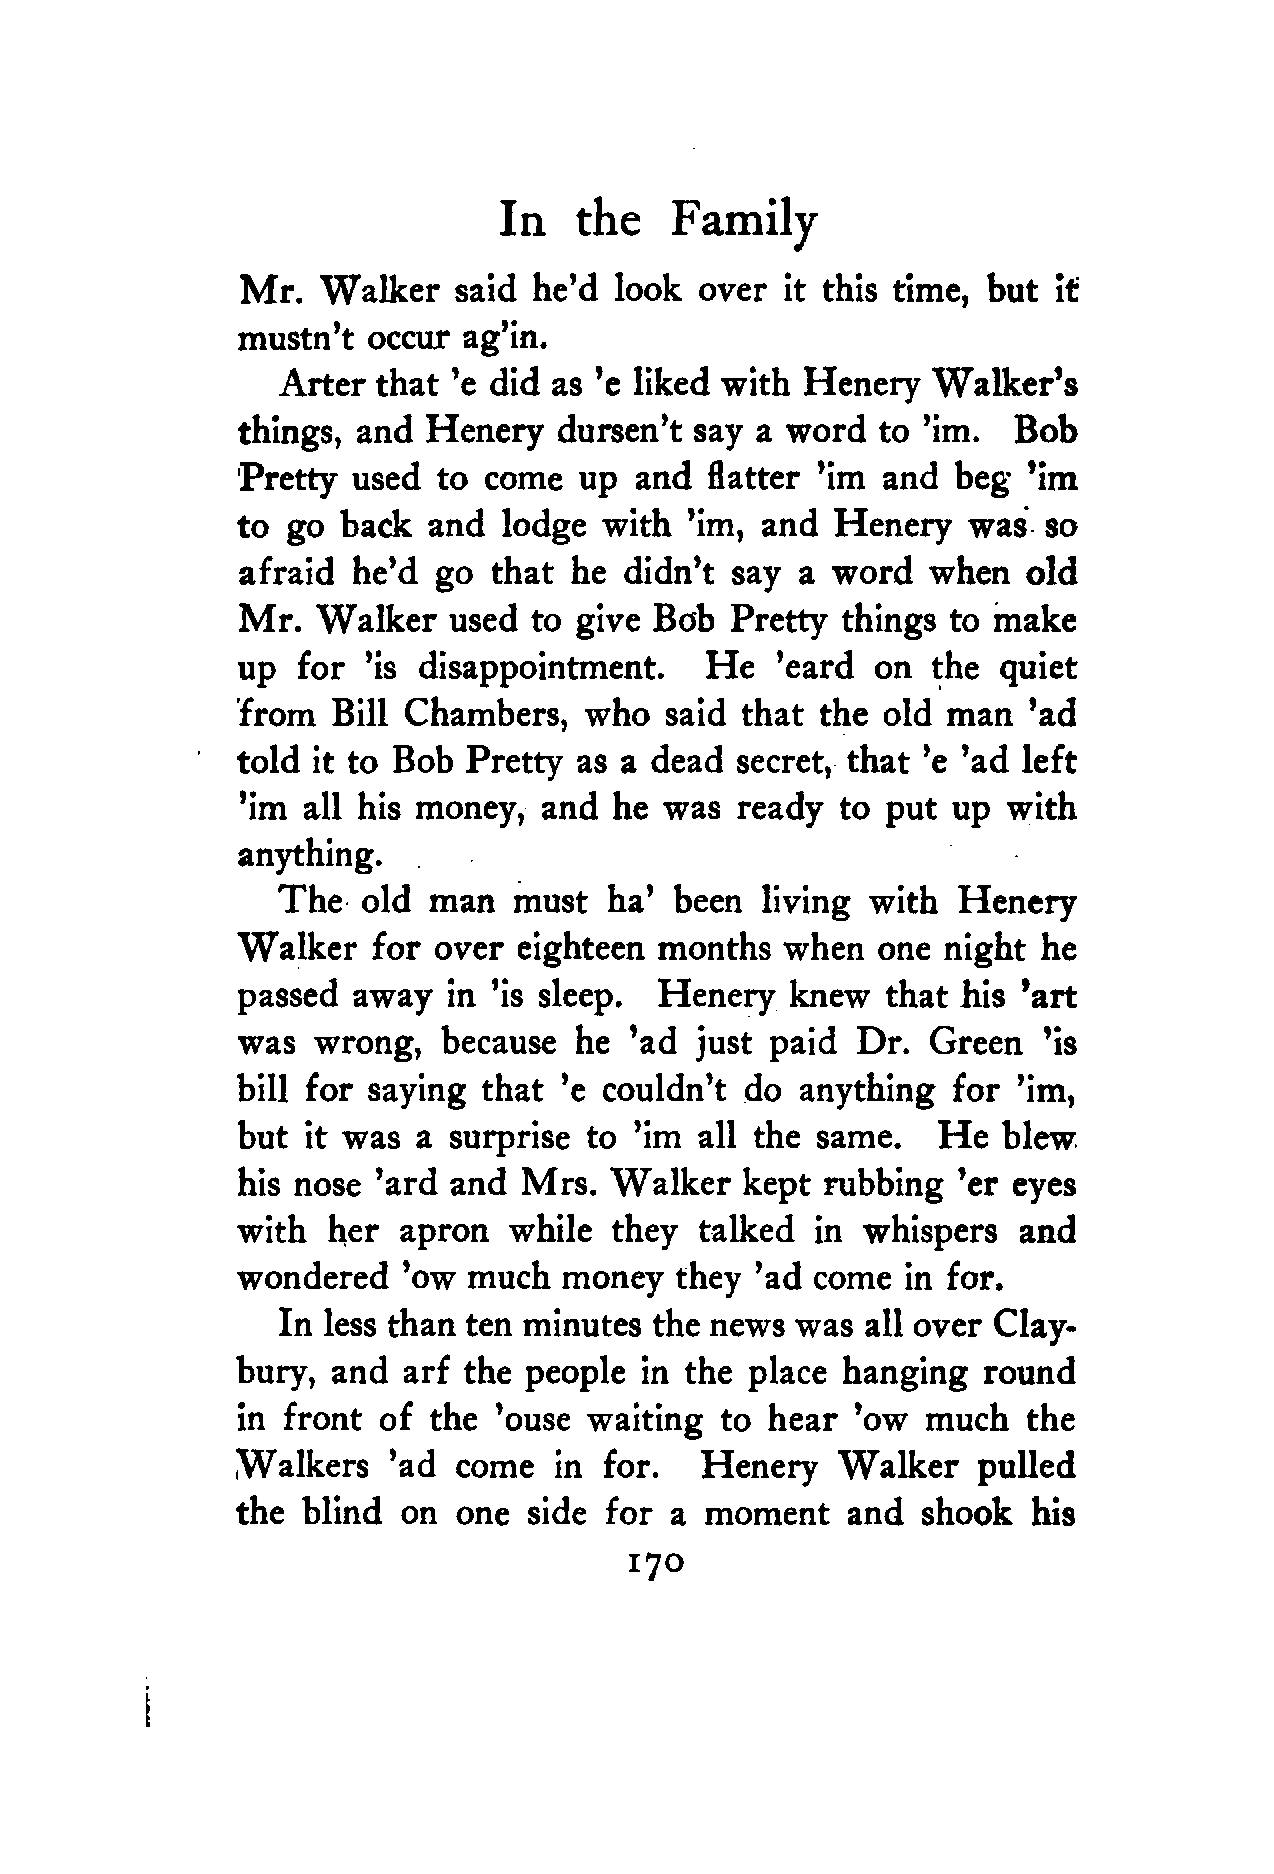 In the Family
Mr. Walker said he'd look over it this time, but it
mustn't occur ag'in.
Arter that 'e did as 'e liked with Henery Walker's
things, and Henery dursen't say a word to 'im. Bob
Pretty used to come up and flatter 'im and beg 'im
to go back and lodge with 'im, and Henery was so
afraid he'd go that he didn't say a word when old
Mr. Walker used to give Bob Pretty things to make
up for 'is disappointment. He 'eard on the quiet
from Bill Chambers, who said that the old man 'ad
told it to Bob Pretty as a dead secret, that 'e 'ad left
'im all his money, and he was ready to put up with
anything.
The old man must ha' been living with Henery
Walker for over eighteen months when one night he
passed away in 'is sleep. Henery knew that his 'art
was wrong, because he 'ad just paid Dr. Green 'is
bill for saying that 'e couldn't do anything for 'im,
but it was a surprise to 'im all the same. He blew
his nose 'ard and Mrs. Walker kept rubbing 'er eyes
with her apron while they talked in whispers and
wondered 'ow much money they 'ad come in for.
In less than ten minutes the news was all over Clay-
bury, and arf the people in the place hanging round
in front of the 'ouse waiting to hear 'ow much the
Walkers 'ad come in for. Henery Walker pulled
the blind on one side for a moment and shook his
170